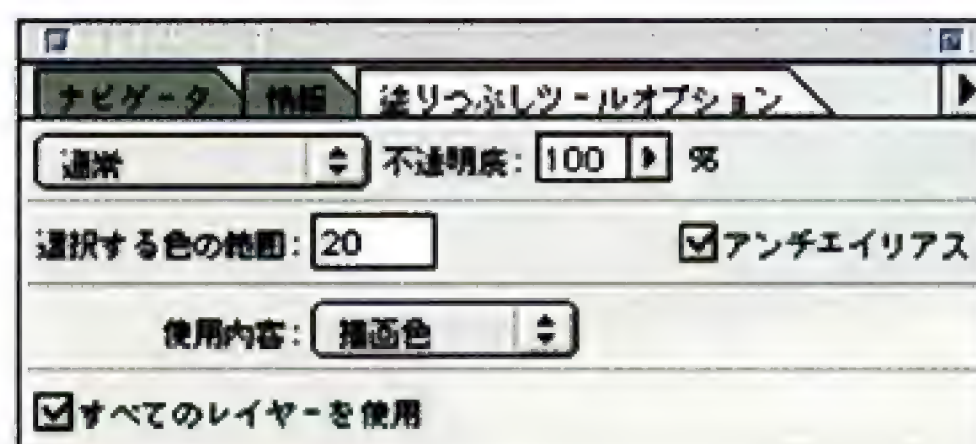 ナビゲータ 情報 塗りつぶしツールオプション
通常 不透明度: 100 %
選択する色の範囲: 20 アンチエイリアス
使用内容: 描画色
すべてのレイヤーを使用